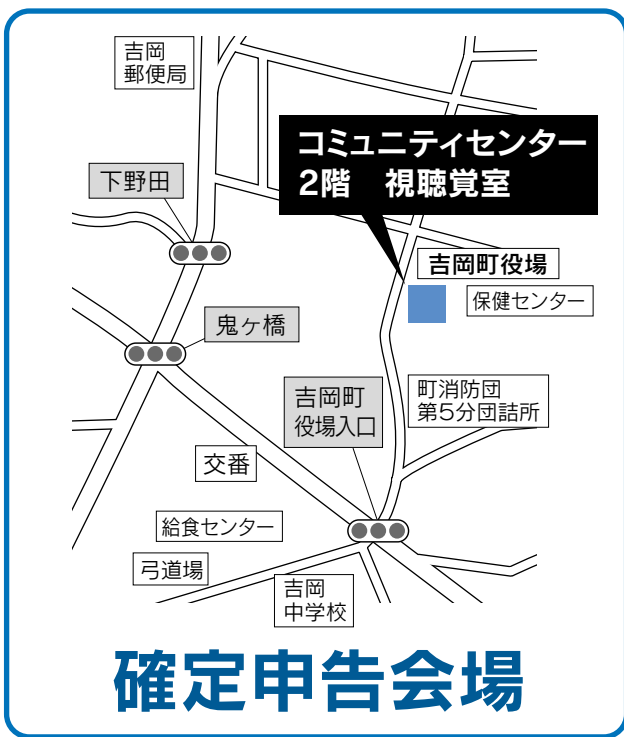 吉岡
郵便局
コミュニティセンター
2階　視聴覚室
下野田
吉岡町役場
保健センター
鬼ヶ橋
吉岡町
役場入口
町消防団
第5分団詰所
交番
給食センター
弓道場
吉岡
中学校
確定申告会場